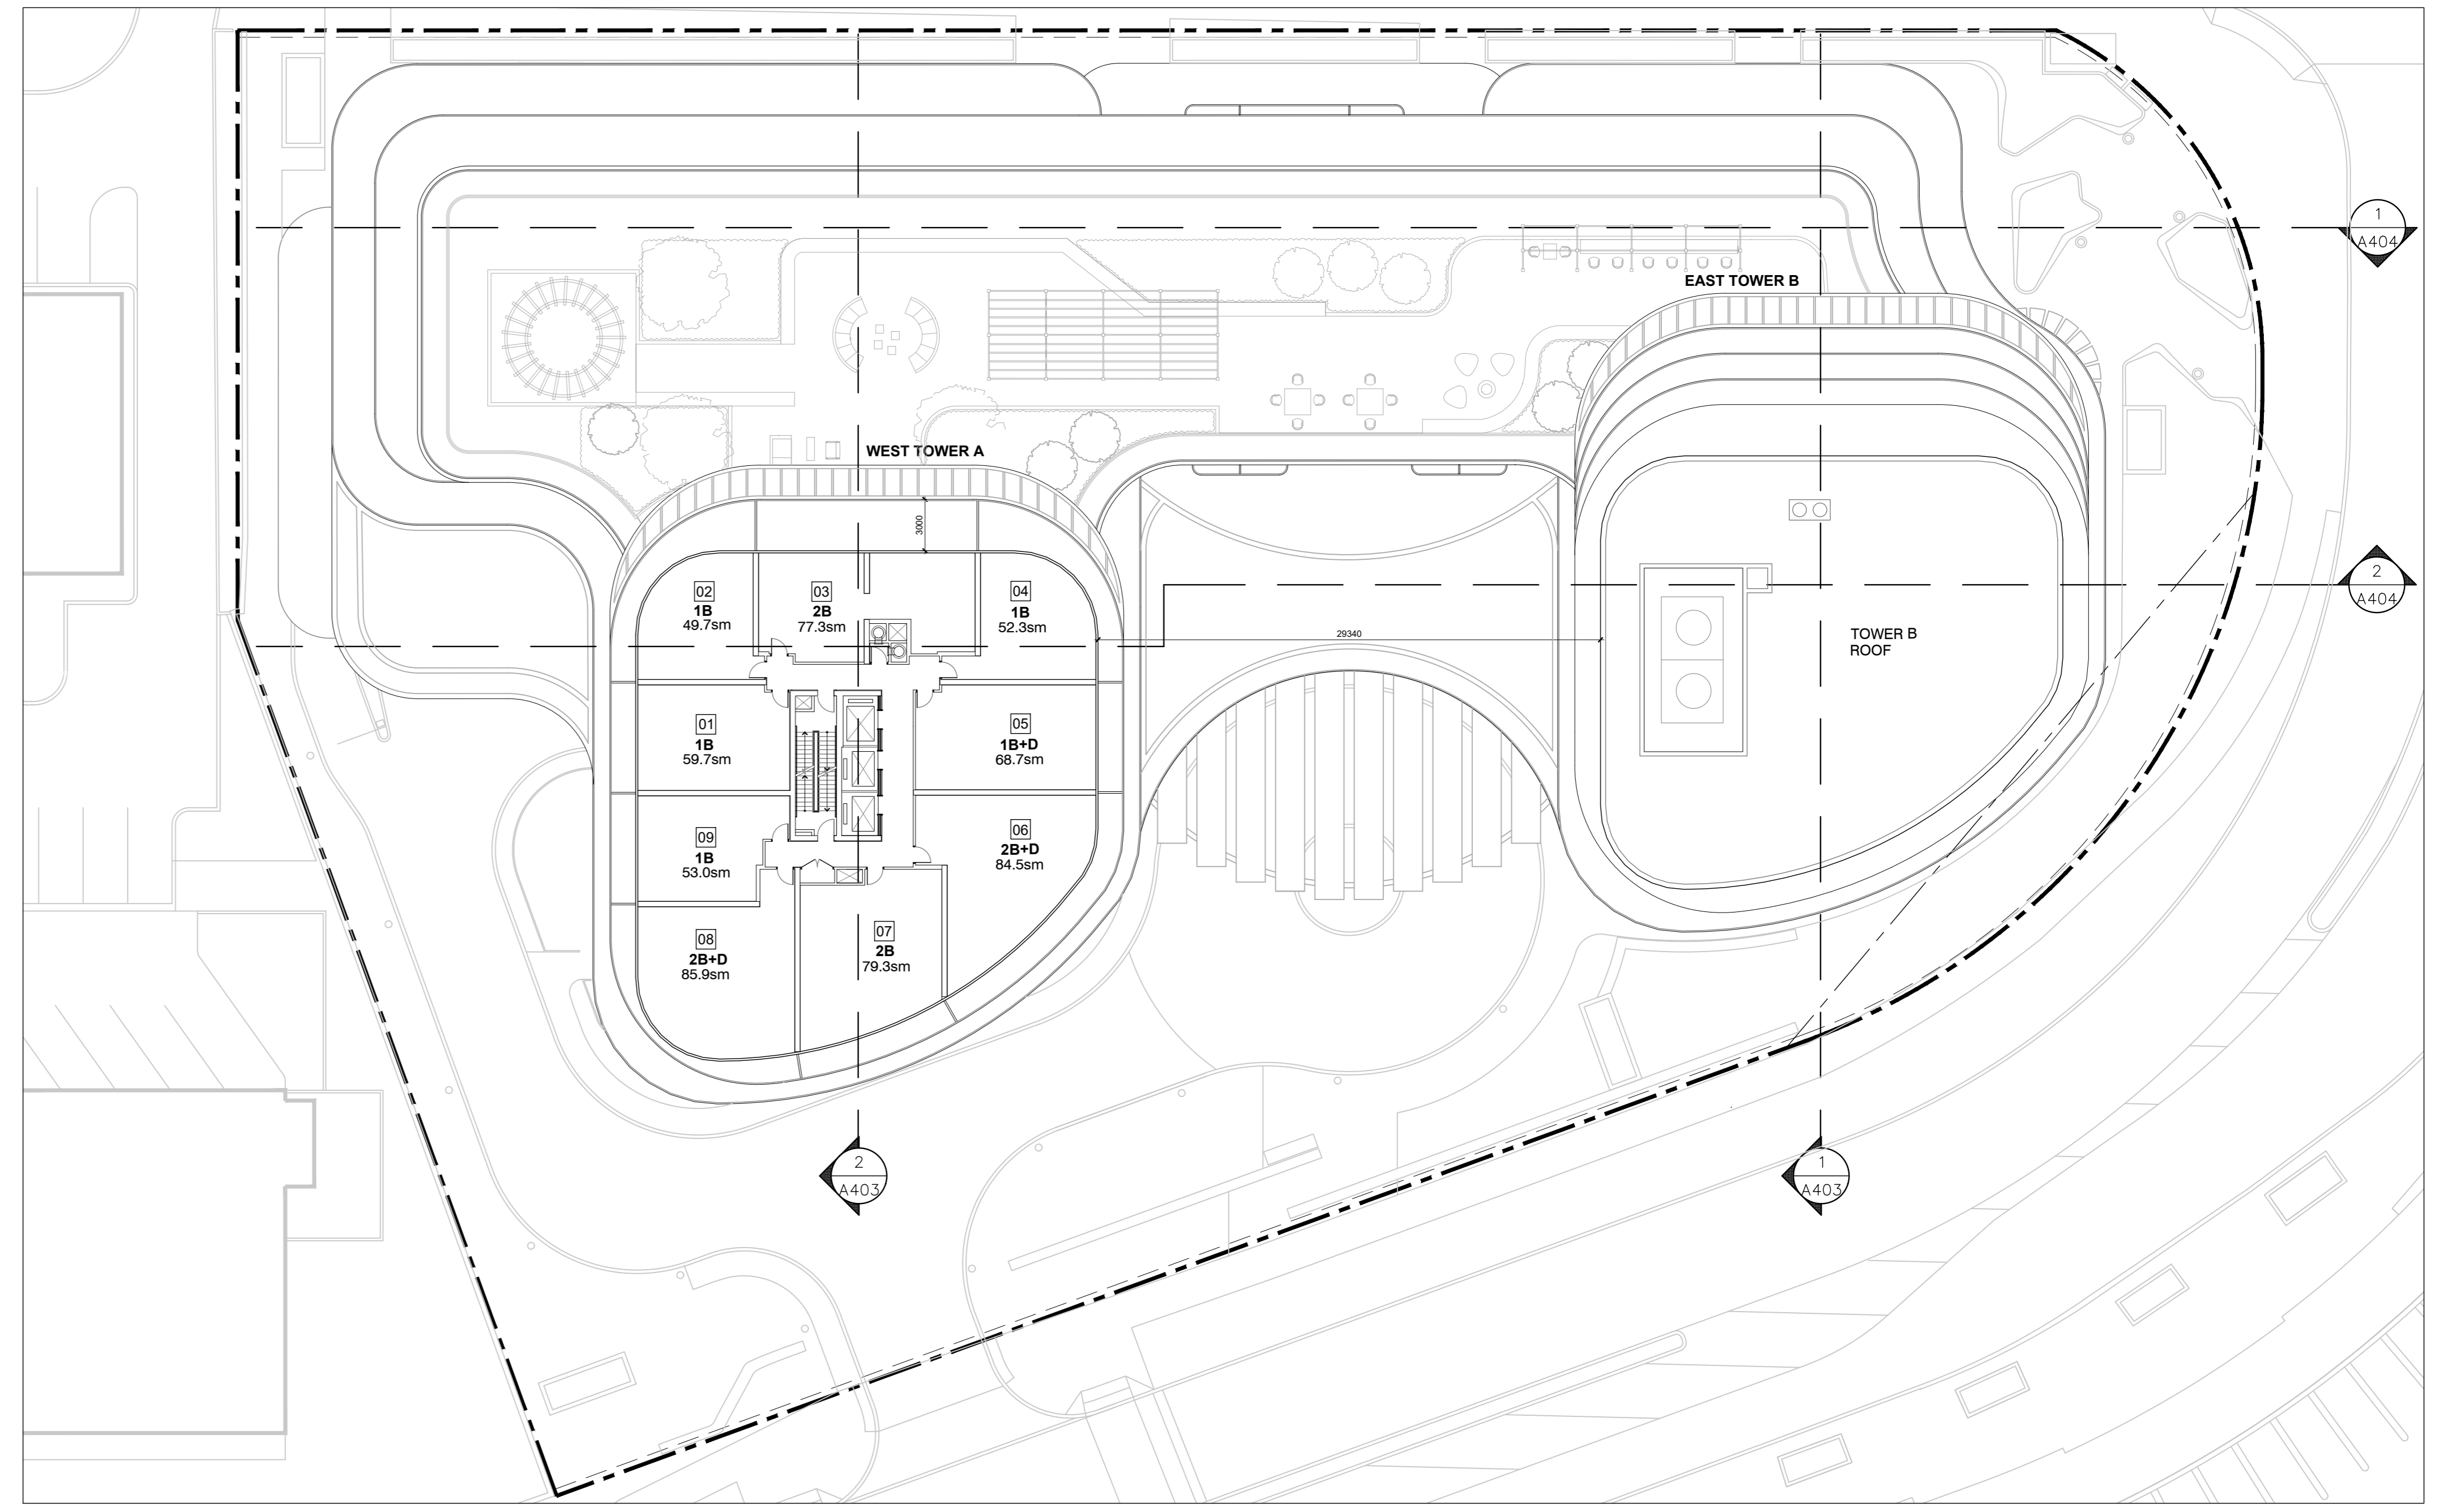 1
A404
EAST TOWER B
WEST TOWER A
3000
02
1B
49.7sm
03
2B
77.3sm
04
1B
52.3sm
2
A404
29340
TOWER B
ROOF
01
1B
59.7sm
05
1B+D
68.7sm
09
1B
53.0sm
06
2B+D
84.5sm
08
2B+D
85.9sm
07
2B
79.3sm
2
A403
1
A403